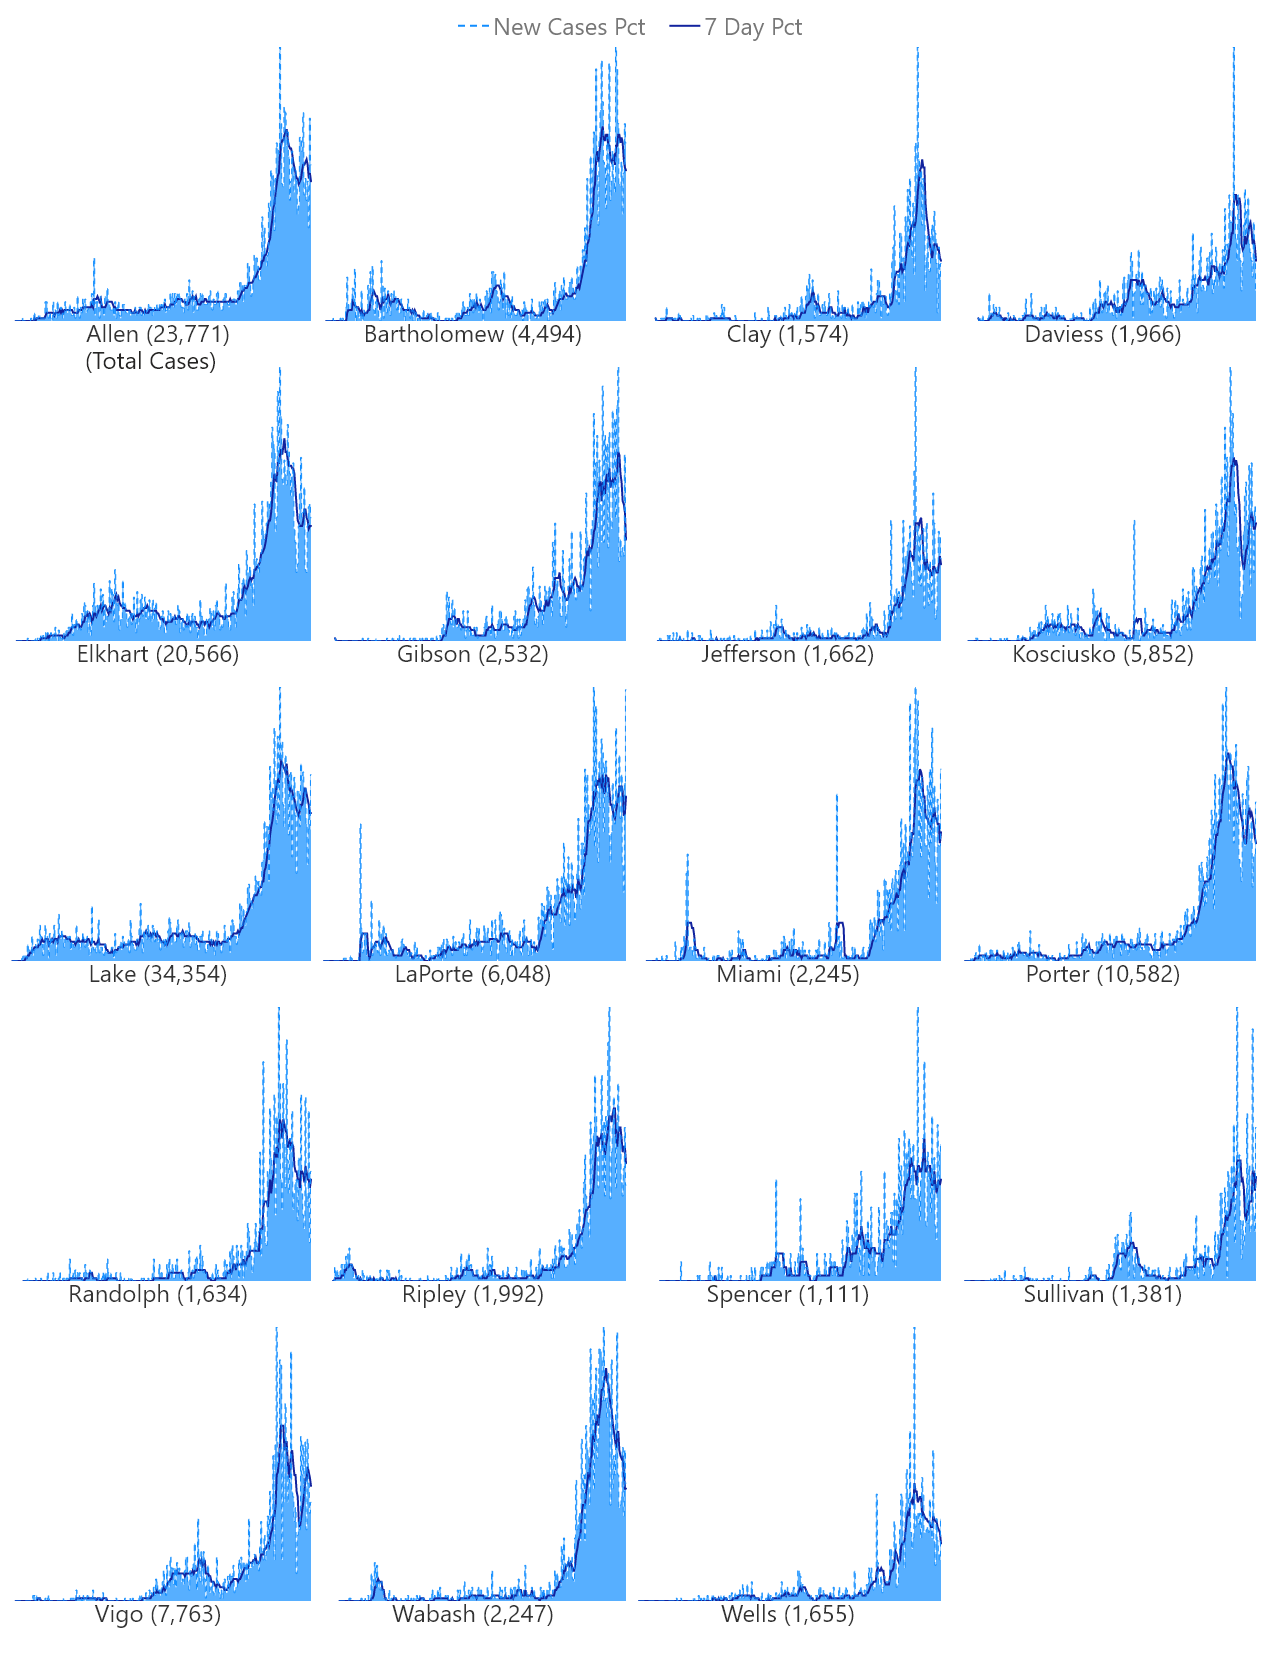 New Cases Pct 7 Day Pct
Allen (23,771) Bartholomew (4,494) Clay (1,574) Daviess (1,966)
(Total Cases)
Elkhart (20,566) Gibson (2,532) Jefferson (1,662) Kosciusko (5,852)
Lake (34,354) LaPorte (6,048) Miami (2,245) Porter (10,582)
Randolph (1,634) Ripley (1,992) Spencer (1,111) Sullivan (1,381)
Vigo (7,763) Wabash (2,247) Wells (1,655)